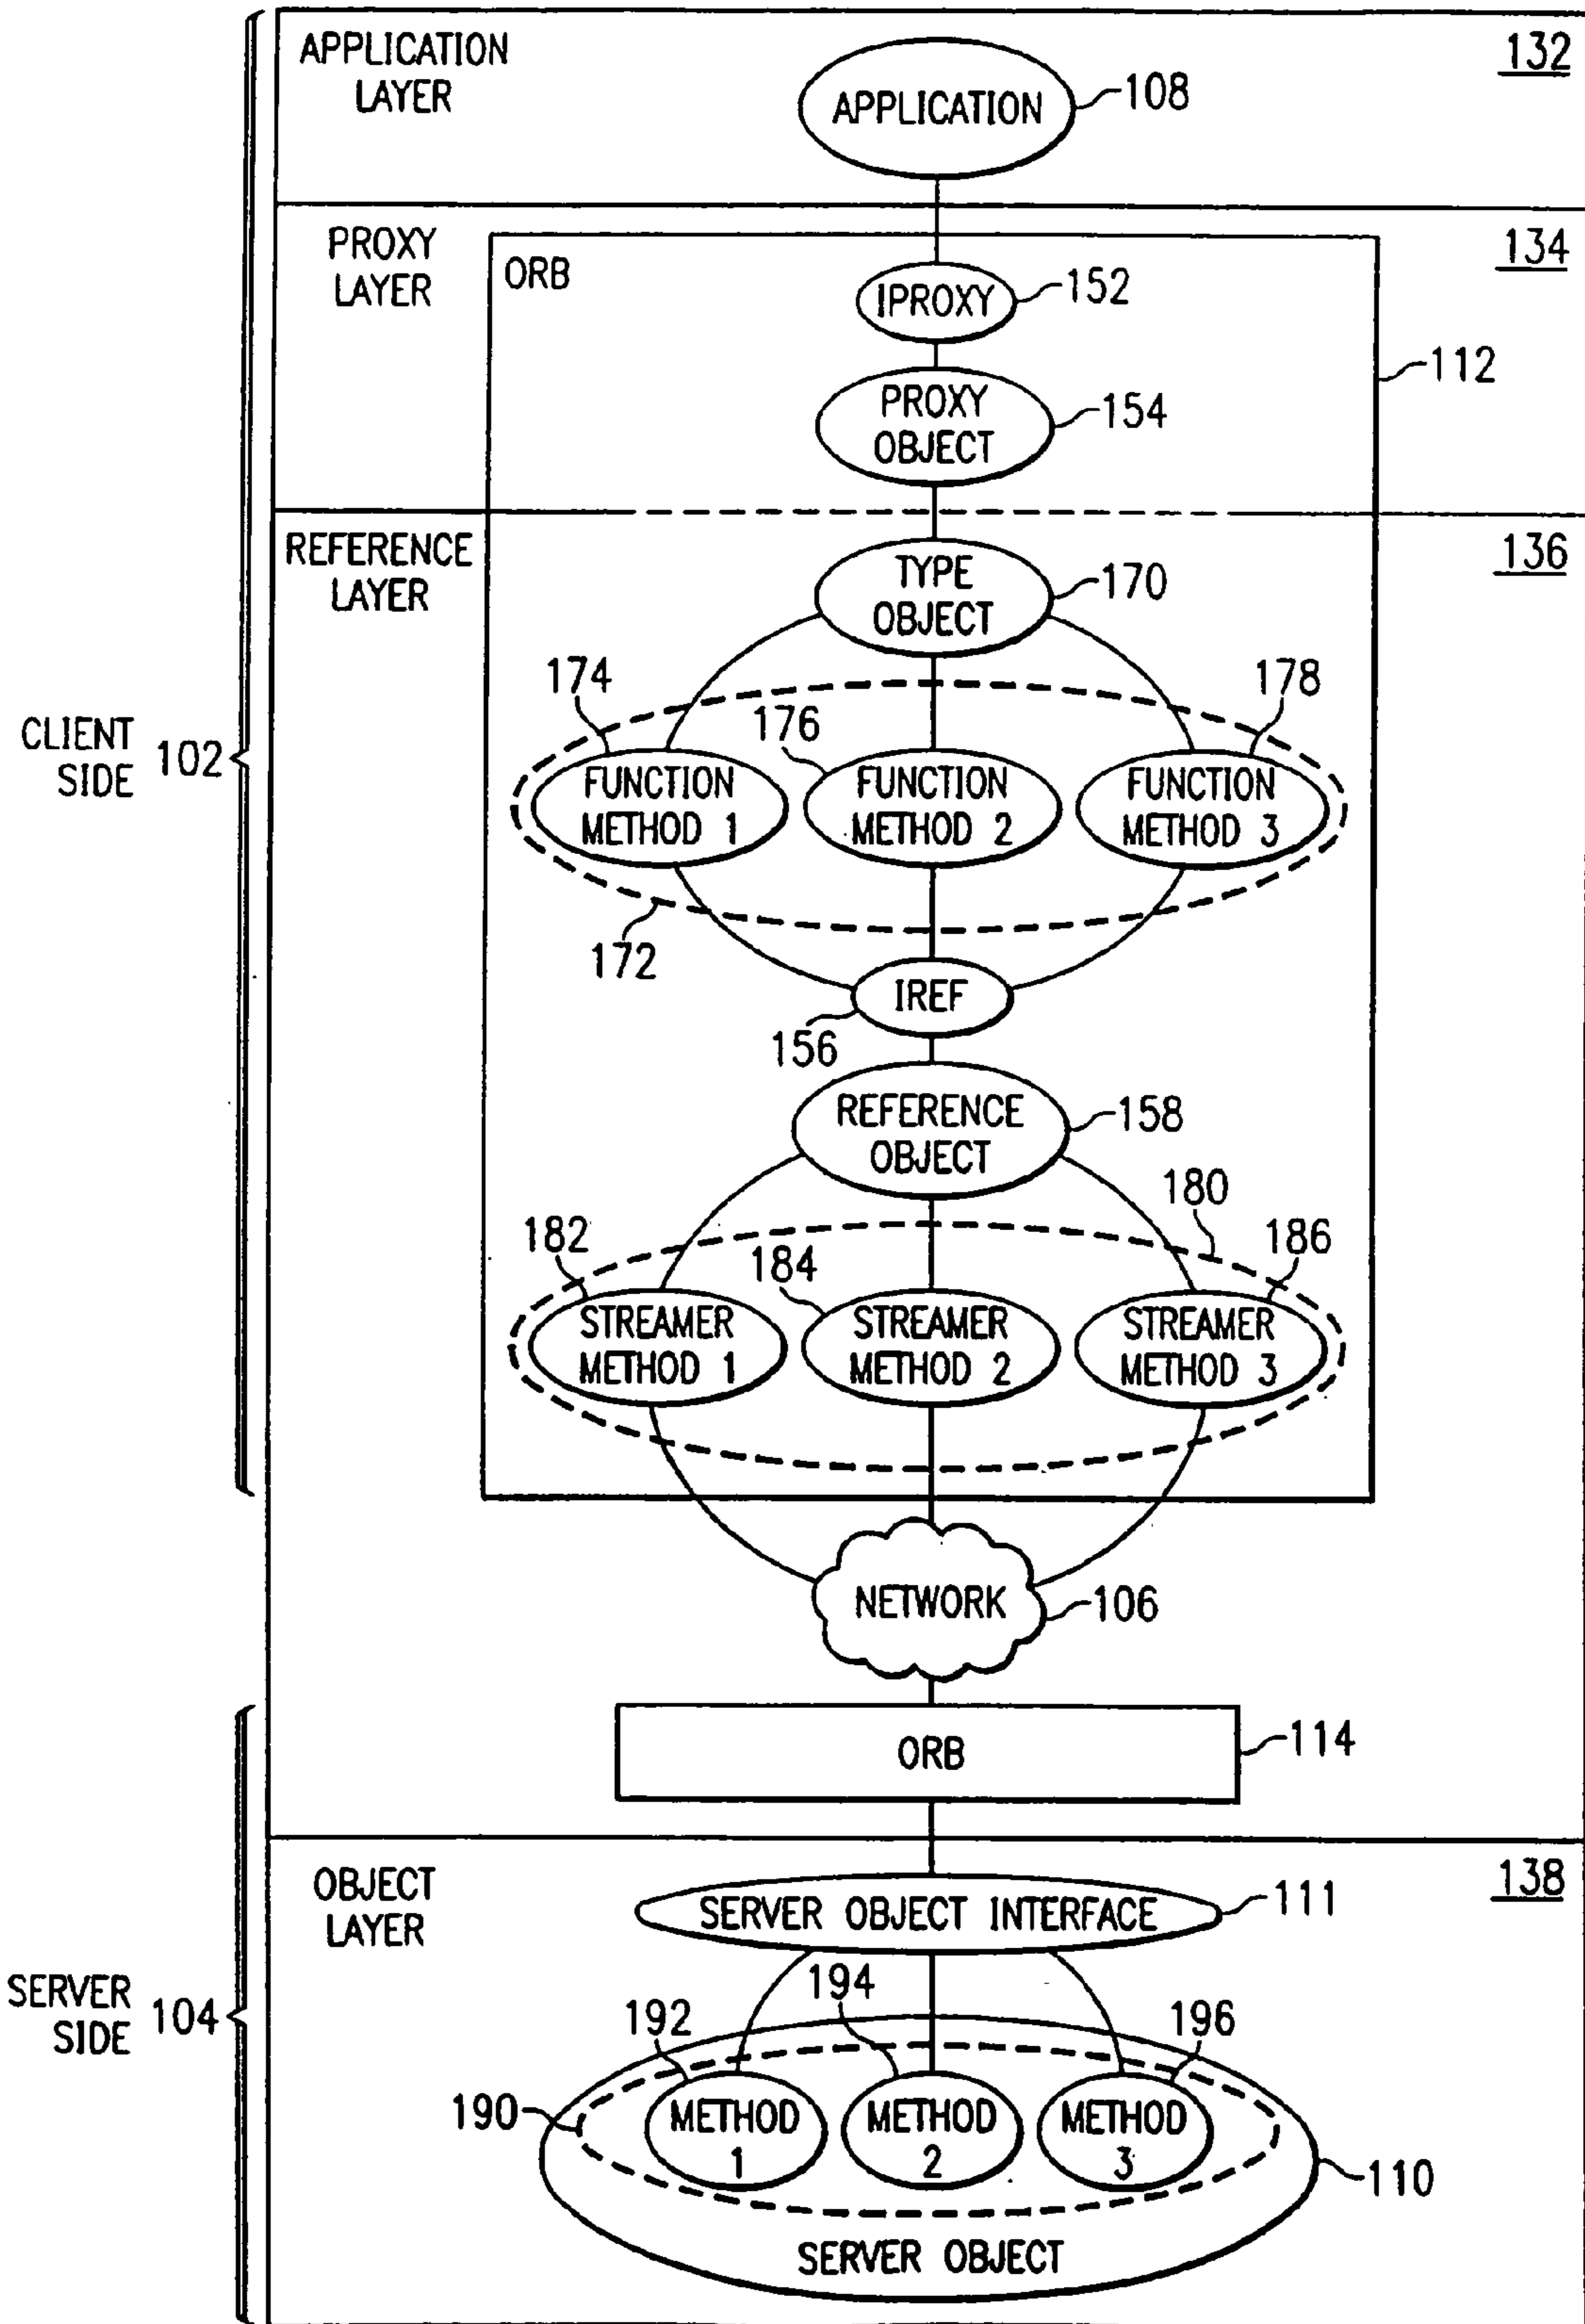 APPLICATION
LAYER
132
APPLICATION
108
PROXY
LAYER
134
ORB
IPROXY
152
112
PROXY
OBJECT
154
REFERENCE
LAYER
136
TYPE
OBJECT
170
174
176
178
CLIENT
SIDE
102
FUNCTION
METHOD 1
FUNCTION
METHOD 2
FUNCTION
METHOD 3
172
IREF
156
REFERENCE
OBJECT
158
180
182
184
186
STREAMER
METHOD 1
STREAMER
METHOD 2
STREAMER
METHOD 3
NETWORK
106
ORB
114
OBJECT
LAYER
138
SERVER OBJECT INTERFACE
111
SERVER
SIDE
104
192
194
196
190
METHOD
1
METHOD
2
METHOD
3
110
SERVER OBJECT